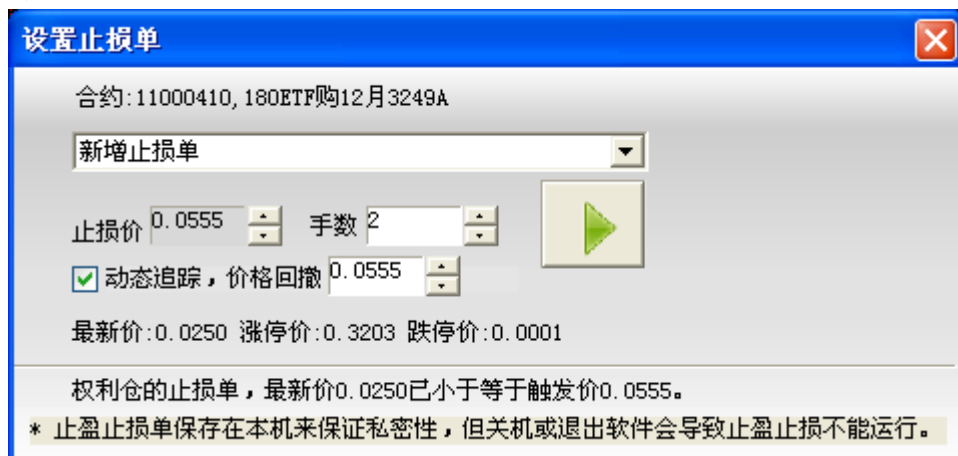 设置止损单
合约:11000410,180ETF购12月3249A
新增止损单
止损价 0.0555 手数 2
动态追踪，价格回撤 0.0555
最新价:0.0250 涨停价:0.3203 跌停价:0.0001
权利仓的止损单，最新价0.0250已小于等于触发价0.0555。
* 止盈止损单保存在本机来保证私密性，但关机或退出软件会导致止盈止损不能运行。